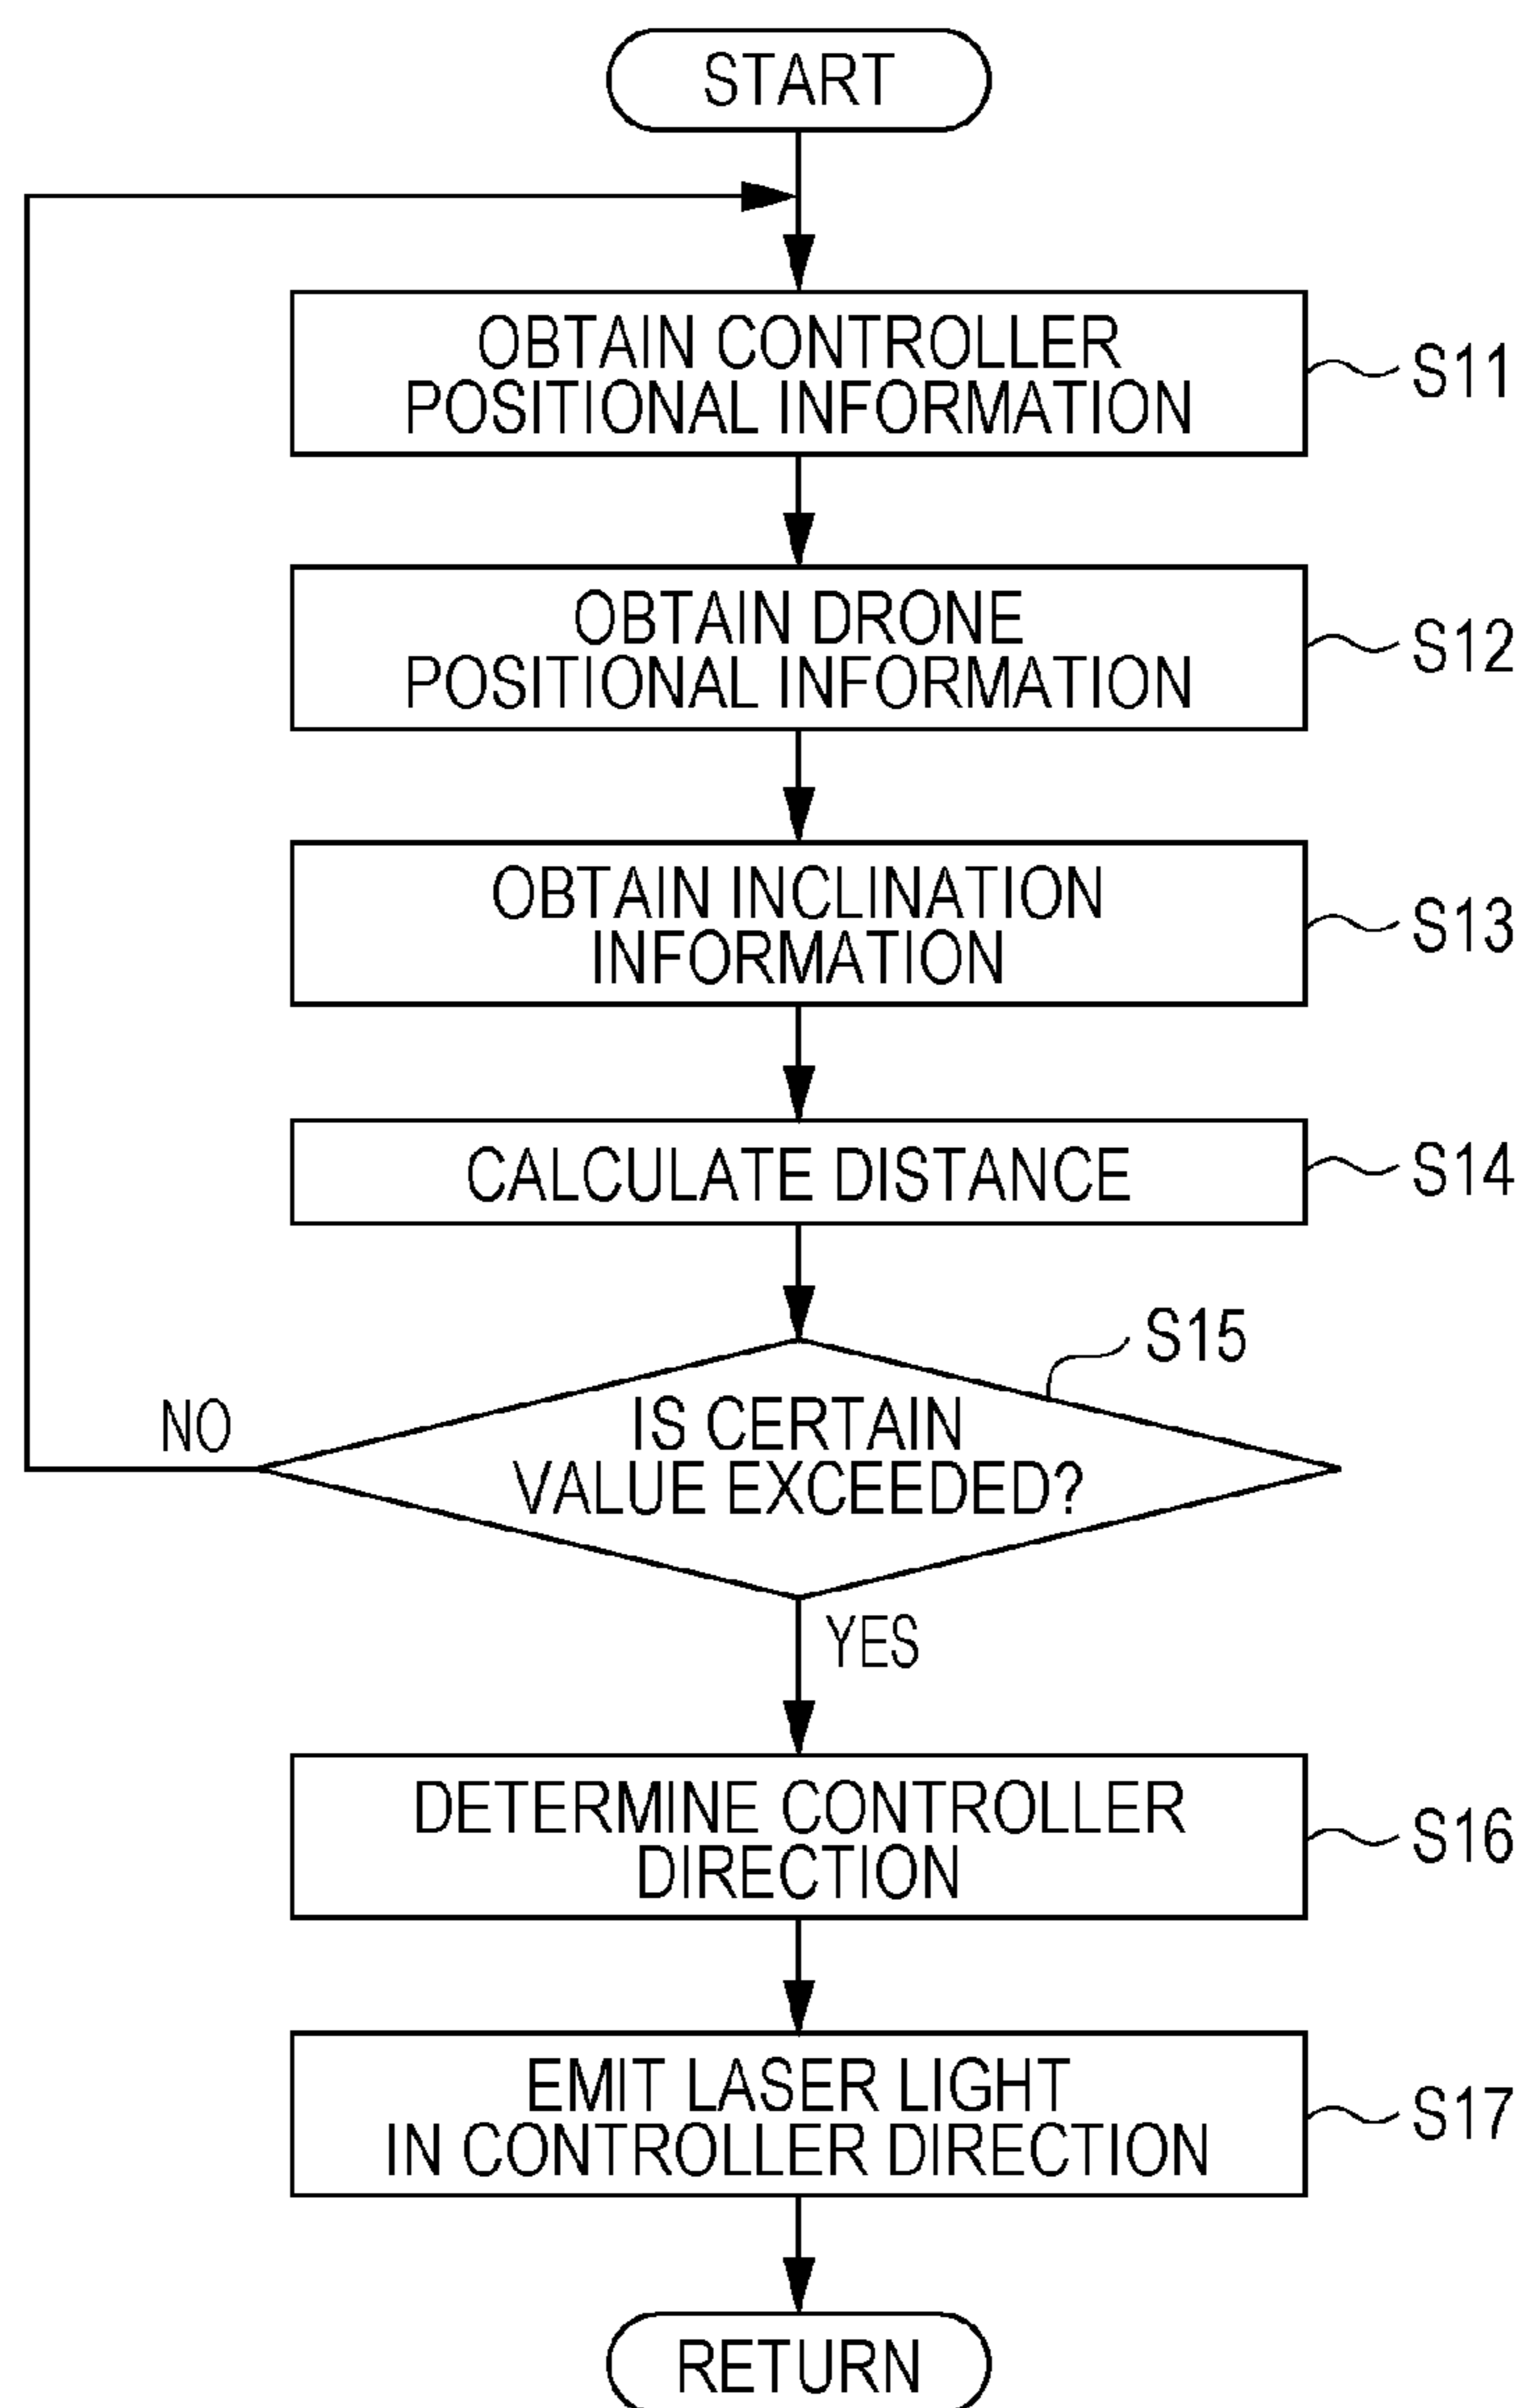 START
OBTAIN CONTROLLER
POSITIONAL INFORMATION
S11
OBTAIN DRONE
POSITIONAL INFORMATION
S12
OBTAIN INCLINATION
INFORMATION
S13
CALCULATE DISTANCE
S14
S15
IS CERTAIN
VALUE EXCEEDED?
NO
YES
DETERMINE CONTROLLER
DIRECTION
S16
EMIT LASER LIGHT
IN CONTROLLER DIRECTION
S17
RETURN